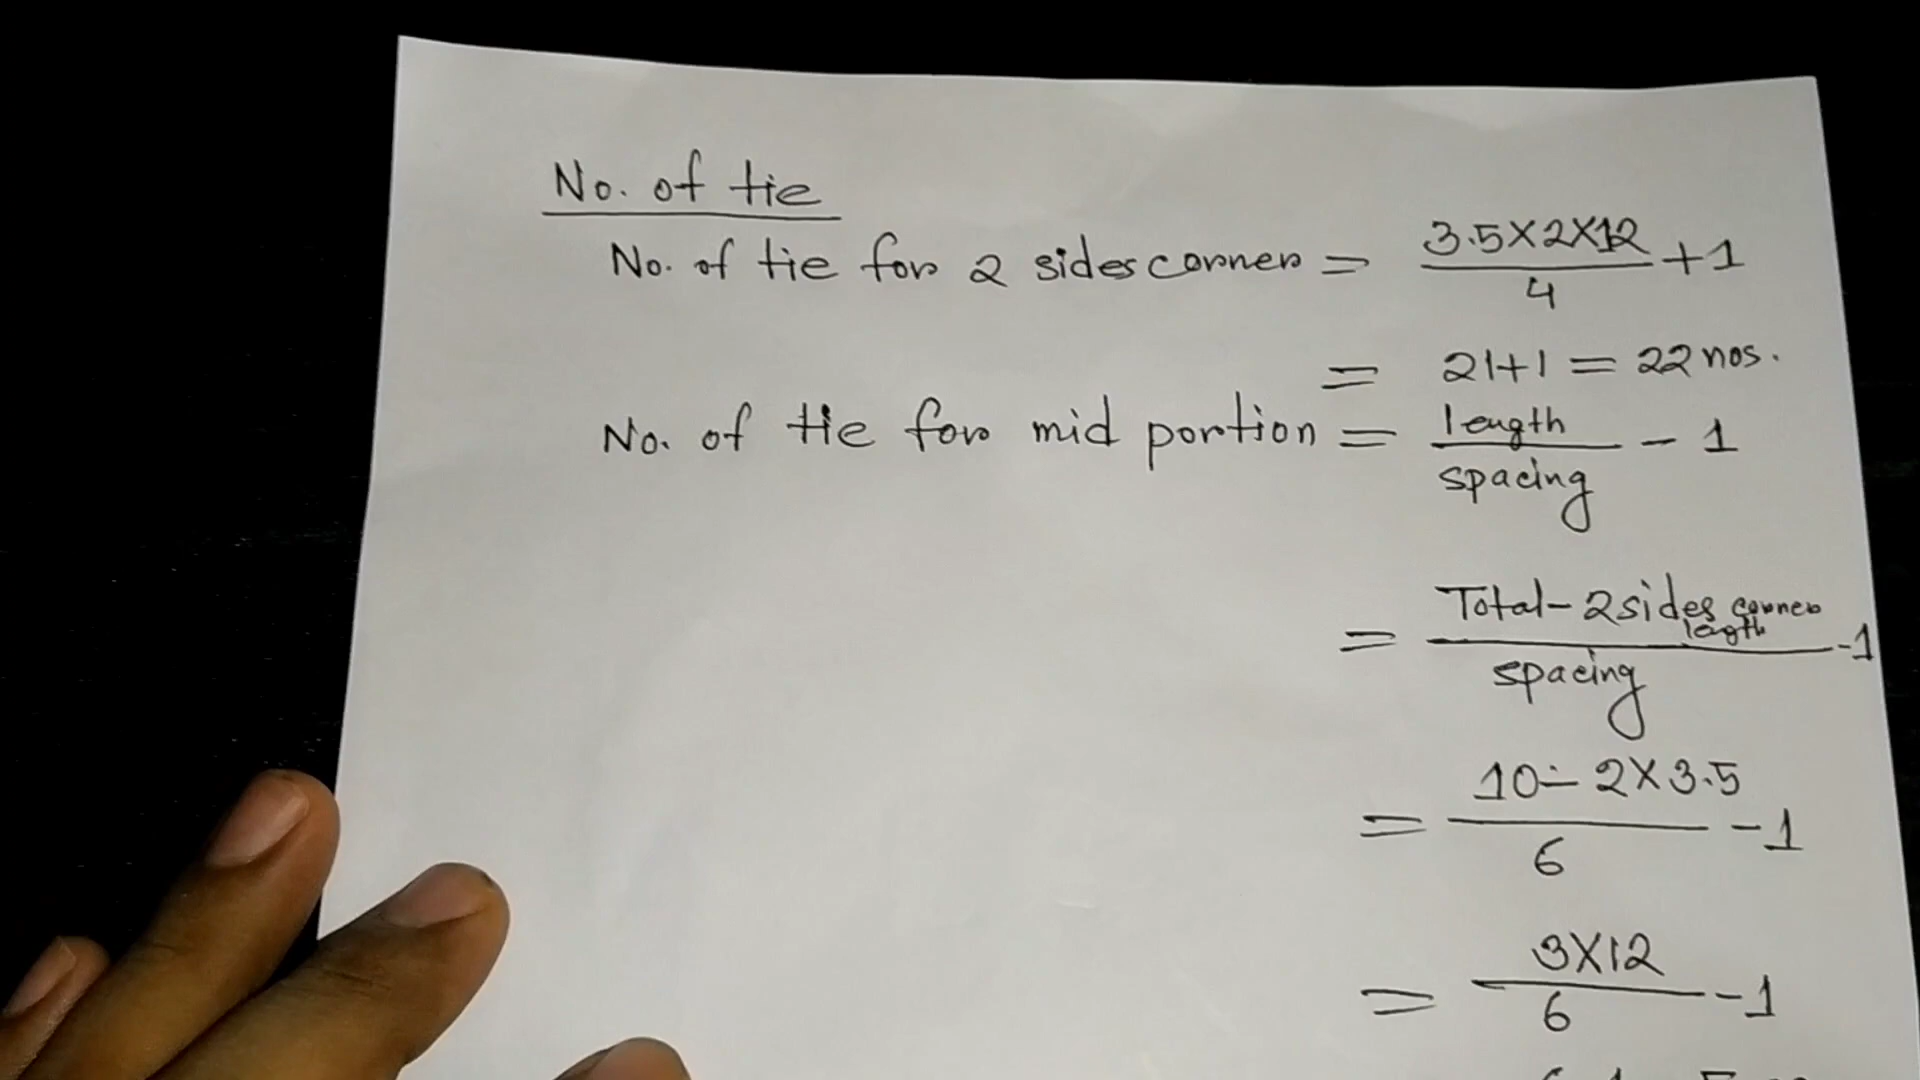 No. of tie
No. of tie for 2 sides corner = 3.5X2X12/4 +1
= 21+1 = 22 nos.
No. of tie for mid portion = length/spacing - 1
= Total-2sides corner length/spacing -1
= 10- 2X3.5/6 -1
= 3X12/6 -1